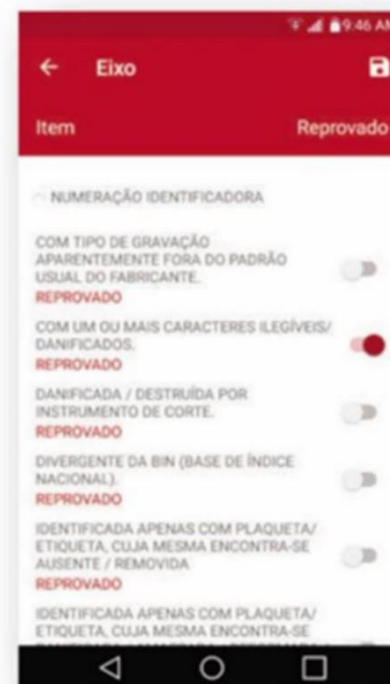 9:46 AM
Eixo
Item Reprovado
NUMERAÇÃO IDENTIFICADORA
COM TIPO DE GRAVAÇÃO
APARENTEMENTE FORA DO PADRÃO
USUAL DO FABRICANTE.
REPROVADO
COM UM OU MAIS CARACTERES ILEGÍVEIS/
DANIFICADOS.
REPROVADO
DANIFICADA / DESTRUÍDA POR
INSTRUMENTO DE CORTE.
REPROVADO
DIVERGENTE DA BIN (BASE DE ÍNDICE
NACIONAL).
REPROVADO
IDENTIFICADA APENAS COM PLAQUETA/
ETIQUETA, CUJA MESMA ENCONTRA-SE
AUSENTE / REMOVIDA
REPROVADO
IDENTIFICADA APENAS COM PLAQUETA/
ETIQUETA, CUJA MESMA ENCONTRA-SE